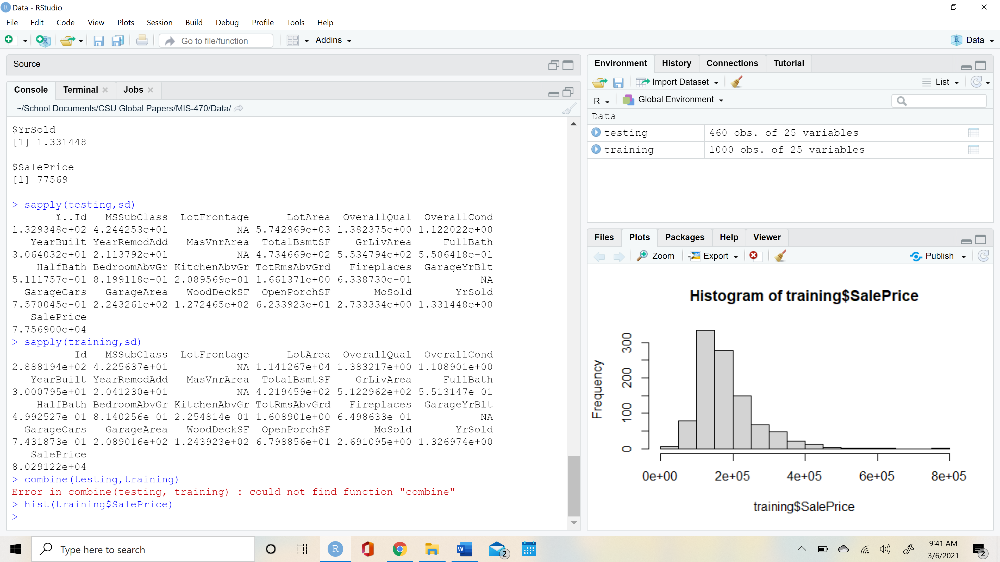 Data - RStudio
File Edit Code View Plots Session Build Debug Profile Tools Help
Go to file/function Addins Data
Source
Console Terminal Jobs
~/School Documents/CSU Global Papers/MIS-470/Data/
$YrSold
[1] 1.331448
$SalePrice
[1] 77569
> sapply(testing,sd)
ï..Id MSSubClass LotFrontage LotArea OverallQual OverallCond
1.329348e+02 4.244253e+01 NA 5.742969e+03 1.382375e+00 1.122022e+00
YearBuilt YearRemodAdd MasVnrArea TotalBsmtSF GrLivArea FullBath
3.064032e+01 2.113792e+01 NA 4.734669e+02 5.534794e+02 5.506418e-01
HalfBath BedroomAbvGr KitchenAbvGr TotRmsAbvGrd Fireplaces GarageYrBlt
5.111757e-01 8.199118e-01 2.089569e-01 1.661371e+00 6.338730e-01 NA
GarageCars GarageArea WoodDeckSF OpenPorchSF MoSold YrSold
7.570045e-01 2.243261e+02 1.272465e+02 6.233923e+01 2.733334e+00 1.331448e+00
SalePrice
7.756900e+04
> sapply(training,sd)
Id MSSubClass LotFrontage LotArea OverallQual OverallCond
2.888194e+02 4.225637e+01 NA 1.141267e+04 1.383217e+00 1.108901e+00
YearBuilt YearRemodAdd MasVnrArea TotalBsmtSF GrLivArea FullBath
3.000795e+01 2.041230e+01 NA 4.219459e+02 5.122962e+02 5.513147e-01
HalfBath BedroomAbvGr KitchenAbvGr TotRmsAbvGrd Fireplaces GarageYrBlt
4.992527e-01 8.140256e-01 2.254814e-01 1.608901e+00 6.498633e-01 NA
GarageCars GarageArea WoodDeckSF OpenPorchSF MoSold YrSold
7.431873e-01 2.089016e+02 1.243923e+02 6.798856e+01 2.691095e+00 1.326974e+00
SalePrice
8.029122e+04
> combine(testing,training)
Error in combine(testing, training) : could not find function "combine"
> hist(training$SalePrice)
>
Environment History Connections Tutorial
Import Dataset List
R Global Environment
Data
testing 460 obs. of 25 variables
training 1000 obs. of 25 variables
Files Plots Packages Help Viewer
Zoom Export Publish
Histogram of training$SalePrice
Frequency
300
200
100
0
0e+00 2e+05 4e+05 6e+05 8e+05
training$SalePrice
Type here to search
R
W
2
9:41 AM
3/6/2021
2